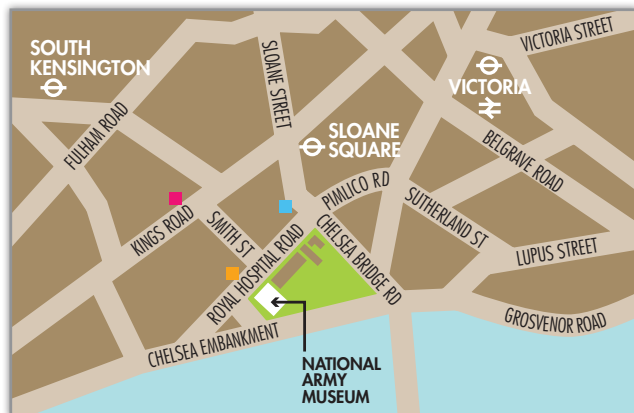 SOUTH
KENSINGTON
FULHAM ROAD
SLOANE STREET
VICTORIA STREET
VICTORIA
SLOANE
SQUARE
BELGRAVE ROAD
PIMLICO RD
SUTHERLAND ST
KINGS ROAD
SMITH ST
ROYAL HOSPITAL ROAD
CHELSEA BRIDGE RD
LUPUS STREET
GROSVENOR ROAD
CHELSEA EMBANKMENT
NATIONAL
ARMY
MUSEUM